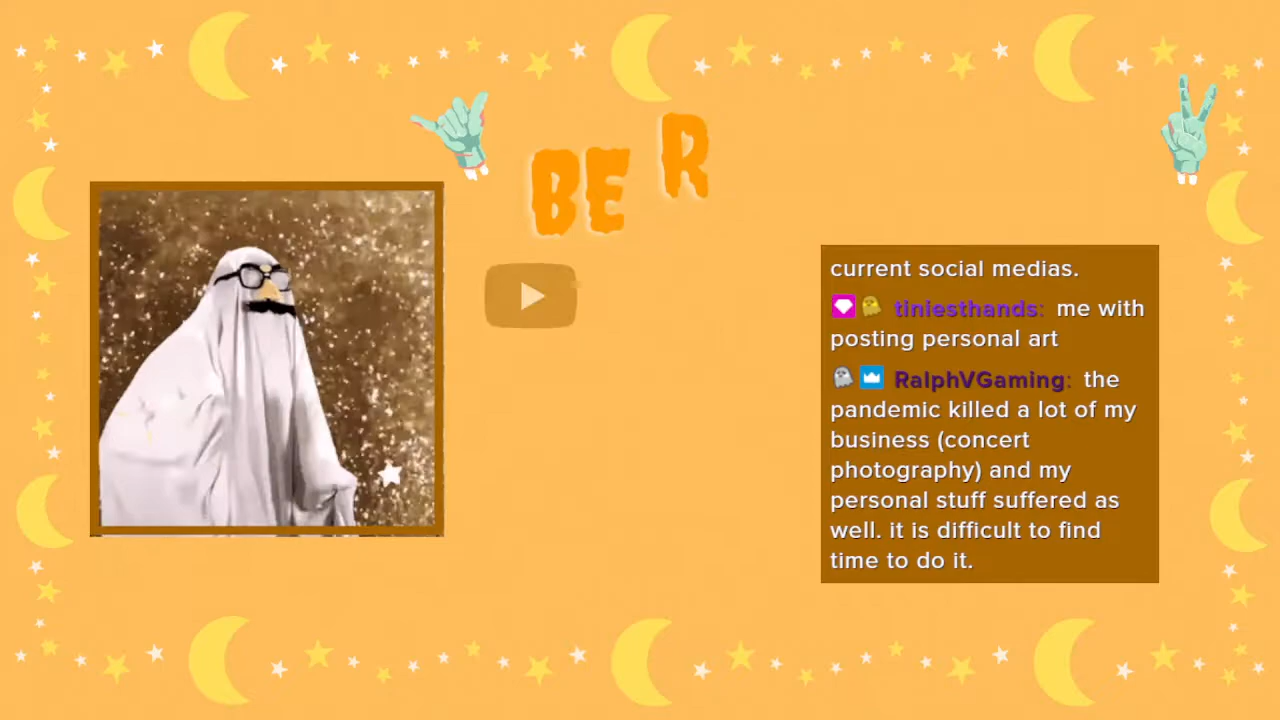 BE R
current social medias.
tiniesthands: me with
posting personal art
RalphVGaming: the
pandemic killed a lot of my
business (concert
photography) and my
personal stuff suffered as
well. it is difficult to find
time to do it.